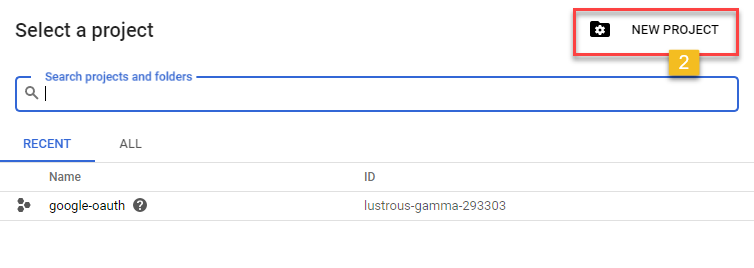 Select a project
NEW PROJECT
2
Search projects and folders
RECENT ALL
Name ID
google-oauth lustrous-gamma-293303